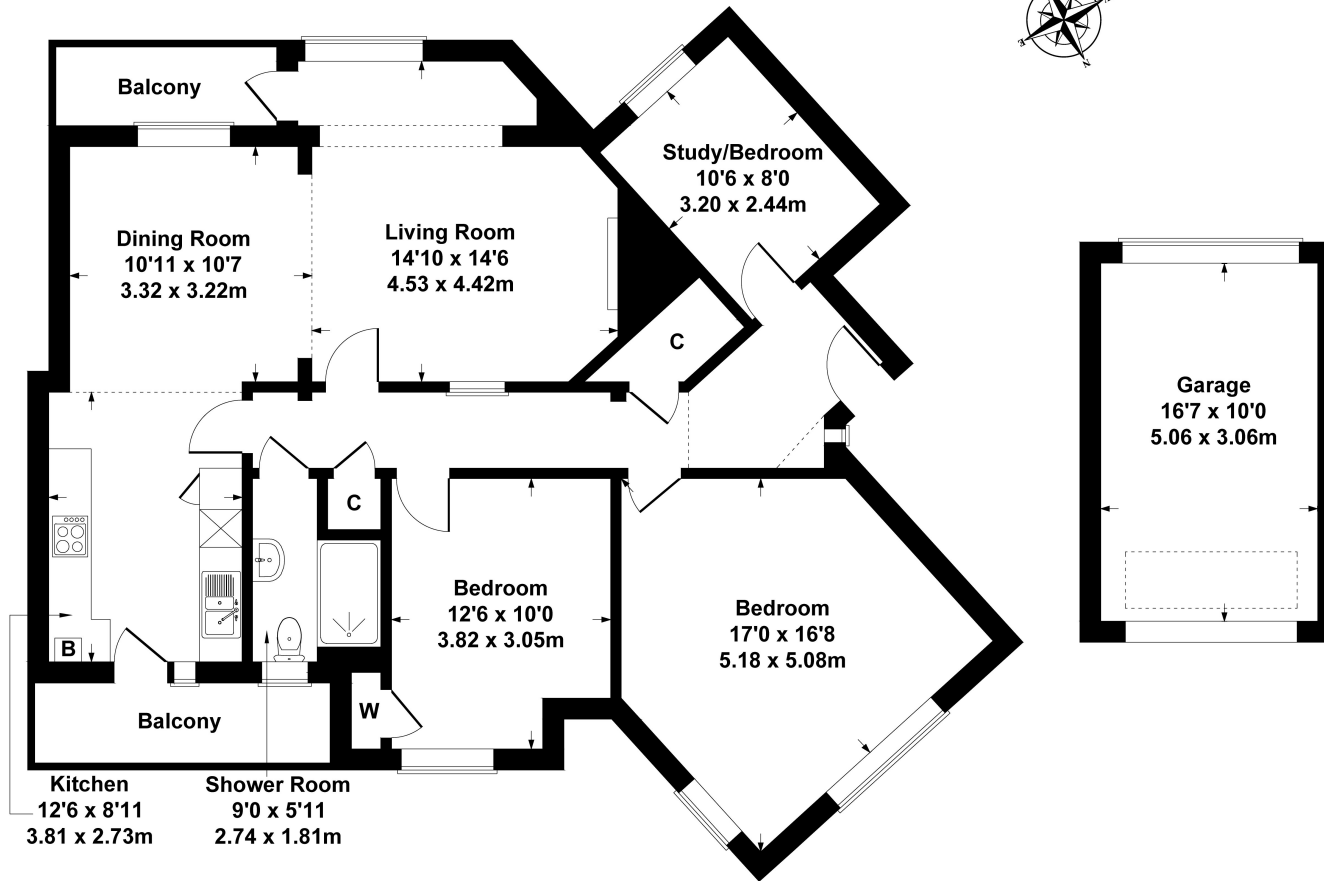 Balcony
Study/Bedroom
10'6 x 8'0
3.20 x 2.44m
Dining Room
10'11 x 10'7
3.32 x 3.22m
Living Room
14'10 x 14'6
4.53 x 4.42m
C
Garage
16'7 x 10'0
5.06 x 3.06m
C
Bedroom
12'6 x 10'0
3.82 x 3.05m
Bedroom
17'0 x 16'8
5.18 x 5.08m
B
W
Balcony
Kitchen
12'6 x 8'11
3.81 x 2.73m
Shower Room
9'0 x 5'11
2.74 x 1.81m
E
N